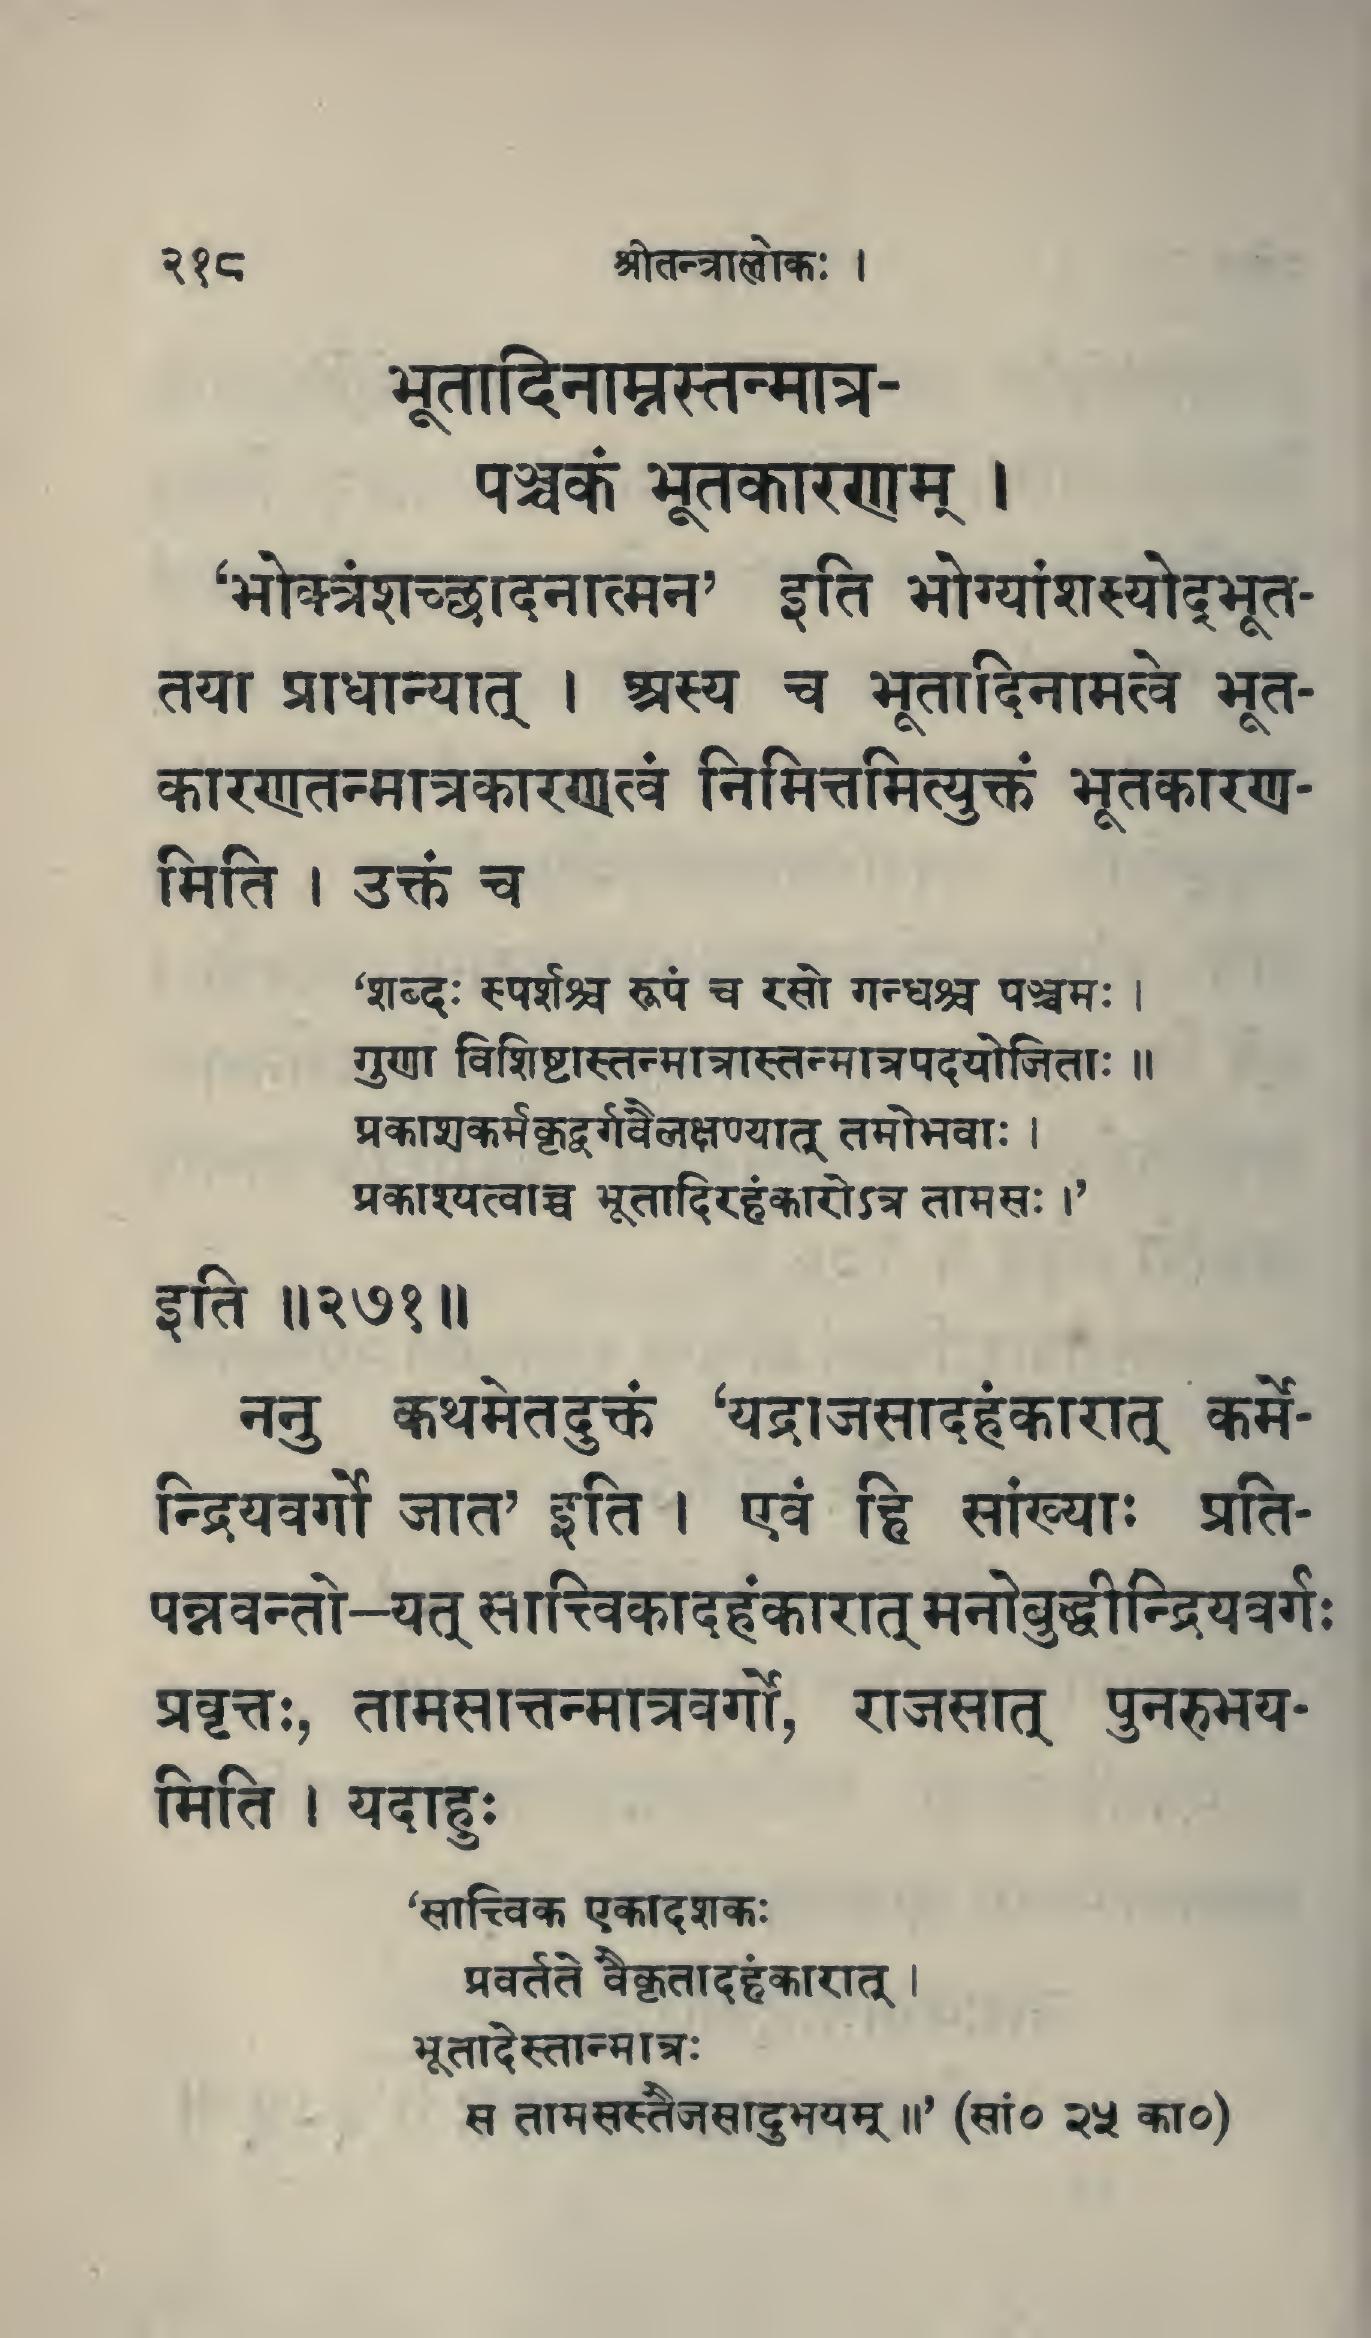 २१८ श्रीतन्त्रालोकः ।
भूतादिनाम्नस्तन्मात्र-
पञ्चकं भूतकारणम् ।
‘भोक्त्रंशच्छादनात्मन’ इति भोग्यांशस्योद्भूत-
तया प्राधान्यात् । अस्य च भूतादिनामत्वे भूत-
कारणतन्मात्रकारणत्वं निमित्तमित्युक्तं भूतकारण-
मिति । उक्तं च
‘शब्दः स्पर्शश्च रूपं च रसो गन्धश्च पञ्चमः ।
गुणा विशिष्टास्तन्मात्रास्तन्मात्रपदयोजिताः ॥
प्रकाशकर्मकृद्वर्गवैलक्षण्यात् तमोभवाः ।
प्रकाश्यत्वाच्च भूतादिरहंकारोऽत्र तामसः ।’
इति ॥२७१॥
ननु कथमेतदुक्तं ‘यद्राजसादहंकारात् कर्मे-
न्द्रियवर्गो जात’ इति । एवं हि सांख्याः प्रति-
पन्नवन्तो—यत् सात्त्विकादहंकारात् मनोबुद्धीन्द्रियवर्गः
प्रवृत्तः, तामसात्तन्मात्रवर्गो, राजसात् पुनरुभय-
मिति । यदाहुः
‘सात्त्विक एकादशकः
प्रवर्तते वैकृतादहंकारात् ।
भूतादेस्तान्मात्रः
स तामसस्तैजसादुभयम् ॥’ (सां० २५ का०)